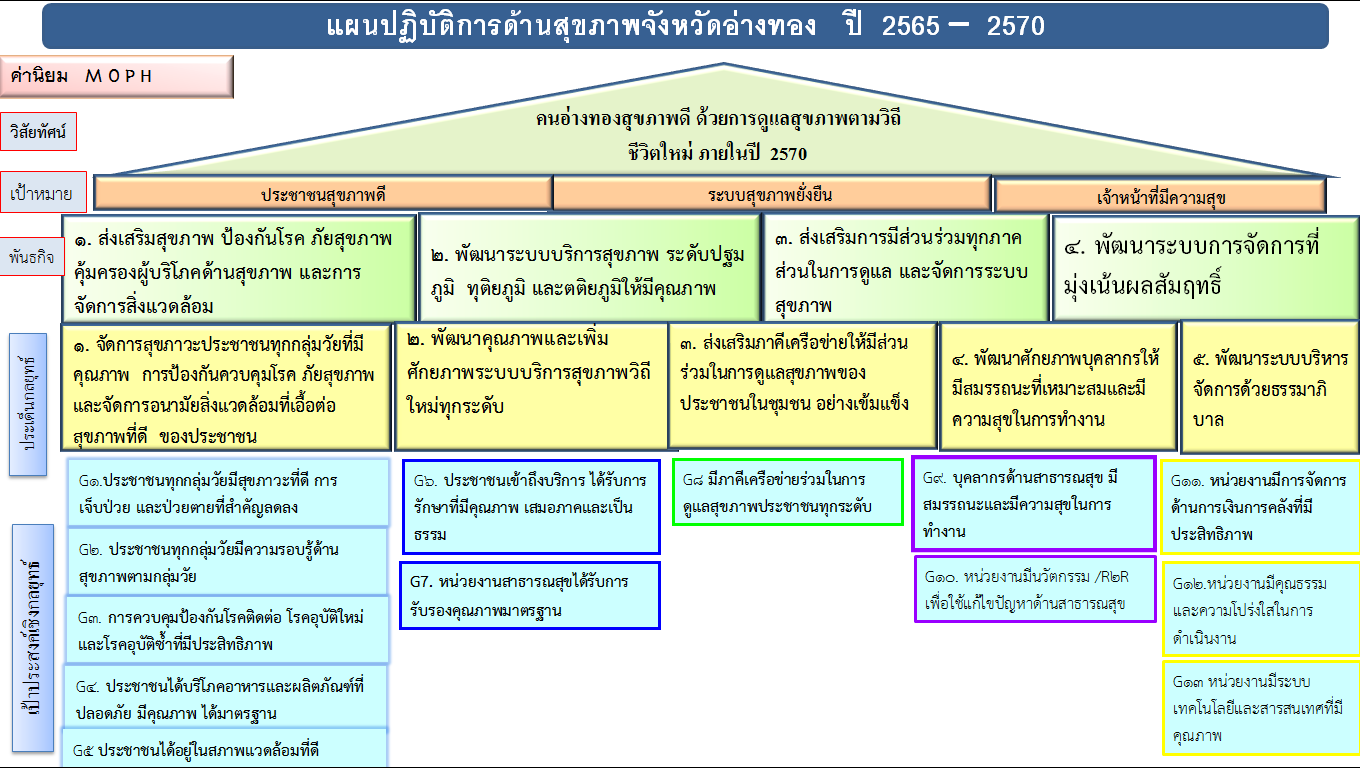 แผนปฏิบัติการด้านสุขภาพจังหวัดอ่างทอง ปี 2565 – 2570
ค่านิยม M O P H
วิสัยทัศน์
คนอ่างทองสุขภาพดี ด้วยการดูแลสุขภาพตามวิถี
ชีวิตใหม่ ภายในปี 2570
เป้าหมาย
ประชาชนสุขภาพดี
ระบบสุขภาพยั่งยืน
เจ้าหน้าที่มีความสุข
พันธกิจ
๑. ส่งเสริมสุขภาพ ป้องกันโรค ภัยสุขภาพ
คุ้มครองผู้บริโภคด้านสุขภาพ และการ
จัดการสิ่งแวดล้อม
๒. พัฒนาระบบบริการสุขภาพ ระดับปฐม
ภูมิ ทุติยภูมิ และตติยภูมิให้มีคุณภาพ
๓. ส่งเสริมการมีส่วนร่วมทุกภาค
ส่วนในการดูแล และจัดการระบบ
สุขภาพ
๔. พัฒนาระบบการจัดการที่
มุ่งเน้นผลสัมฤทธิ์
ประเด็นกลยุทธ์
๑. จัดการสุขภาวะประชาชนทุกกลุ่มวัยที่มี
คุณภาพ การป้องกันควบคุมโรค ภัยสุขภาพ
และจัดการอนามัยสิ่งแวดล้อมที่เอื้อต่อ
สุขภาพที่ดี ของประชาชน
๒. พัฒนาคุณภาพและเพิ่ม
ศักยภาพระบบบริการสุขภาพวิถี
ใหม่ทุกระดับ
๓. ส่งเสริมภาคีเครือข่ายให้มีส่วน
ร่วมในการดูแลสุขภาพของ
ประชาชนในชุมชน อย่างเข้มแข็ง
๔. พัฒนาศักยภาพบุคลากรให้
มีสมรรถนะที่เหมาะสมและมี
ความสุขในการทำงาน
๕. พัฒนาระบบบริหาร
จัดการด้วยธรรมาภิ
บาล
เป้าประสงค์เชิงกลยุทธ์
G๑.ประชาชนทุกกลุ่มวัยมีสุขภาวะที่ดี การ
เจ็บป่วย และป่วยตายที่สำคัญลดลง
G๒. ประชาชนทุกกลุ่มวัยมีความรอบรู้ด้าน
สุขภาพตามกลุ่มวัย
G๓. การควบคุมป้องกันโรคติดต่อ โรคอุบัติใหม่
และโรคอุบัติซ้ำที่มีประสิทธิภาพ
G๔. ประชาชนได้บริโภคอาหารและผลิตภัณฑ์ที่
ปลอดภัย มีคุณภาพ ได้มาตรฐาน
G๕ ประชาชนได้อยู่ในสภาพแวดล้อมที่ดี
G๖. ประชาชนเข้าถึงบริการ ได้รับการ
รักษาที่มีคุณภาพ เสมอภาคและเป็น
ธรรม
G7. หน่วยงานสาธารณสุขได้รับการ
รับรองคุณภาพมาตรฐาน
G๘ มีภาคีเครือข่ายร่วมในการ
ดูแลสุขภาพประชาชนทุกระดับ
G๙. บุคลากรด้านสาธารณสุข มี
สมรรถนะและมีความสุขในการ
ทำงาน
G๑๐. หน่วยงานมีนวัตกรรม /R๒R
เพื่อใช้แก้ไขปัญหาด้านสาธารณสุข
G๑๑. หน่วยงานมีการจัดการ
ด้านการเงินการคลังที่มี
ประสิทธิภาพ
G๑๒.หน่วยงานมีคุณธรรม
และความโปร่งใสในการ
ดำเนินงาน
G๑๓ หน่วยงานมีระบบ
เทคโนโลยีและสารสนเทศที่มี
คุณภาพ